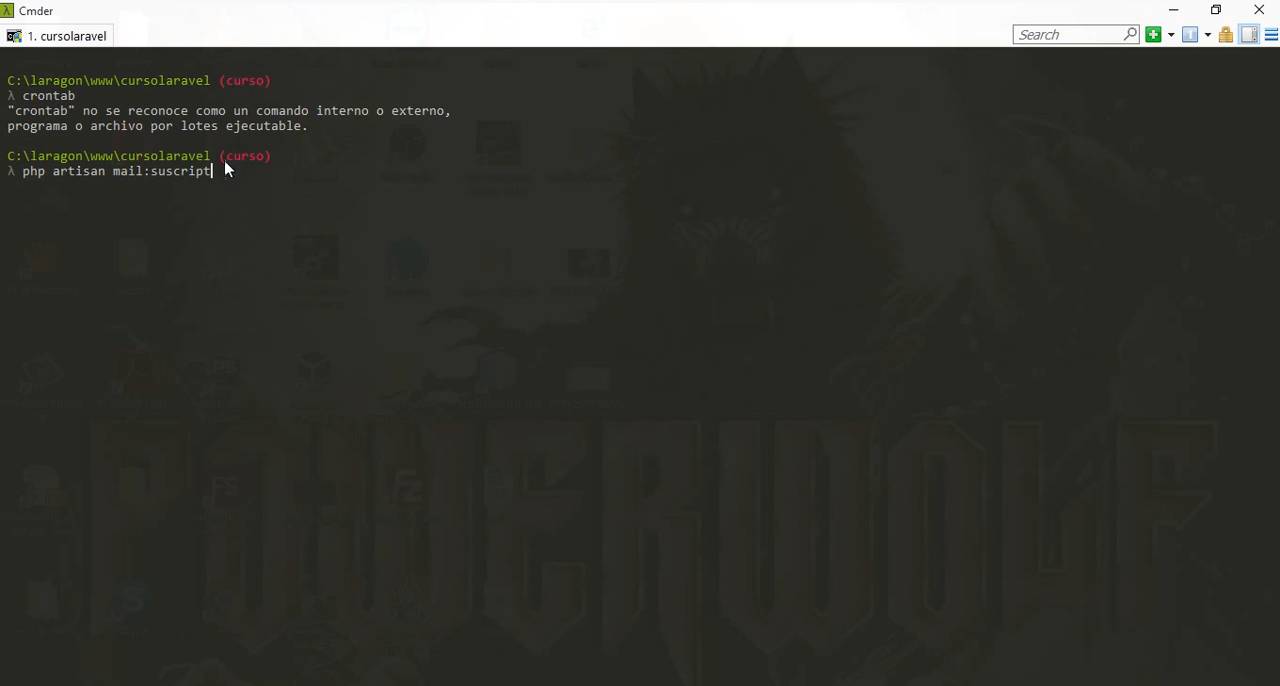 Cmder
1. cursolaravel
Search
C:\laragon\www\cursolaravel (curso)
λ crontab
"crontab" no se reconoce como un comando interno o externo,
programa o archivo por lotes ejecutable.
C:\laragon\www\cursolaravel (curso)
λ php artisan mail:suscript
POWERWOLF